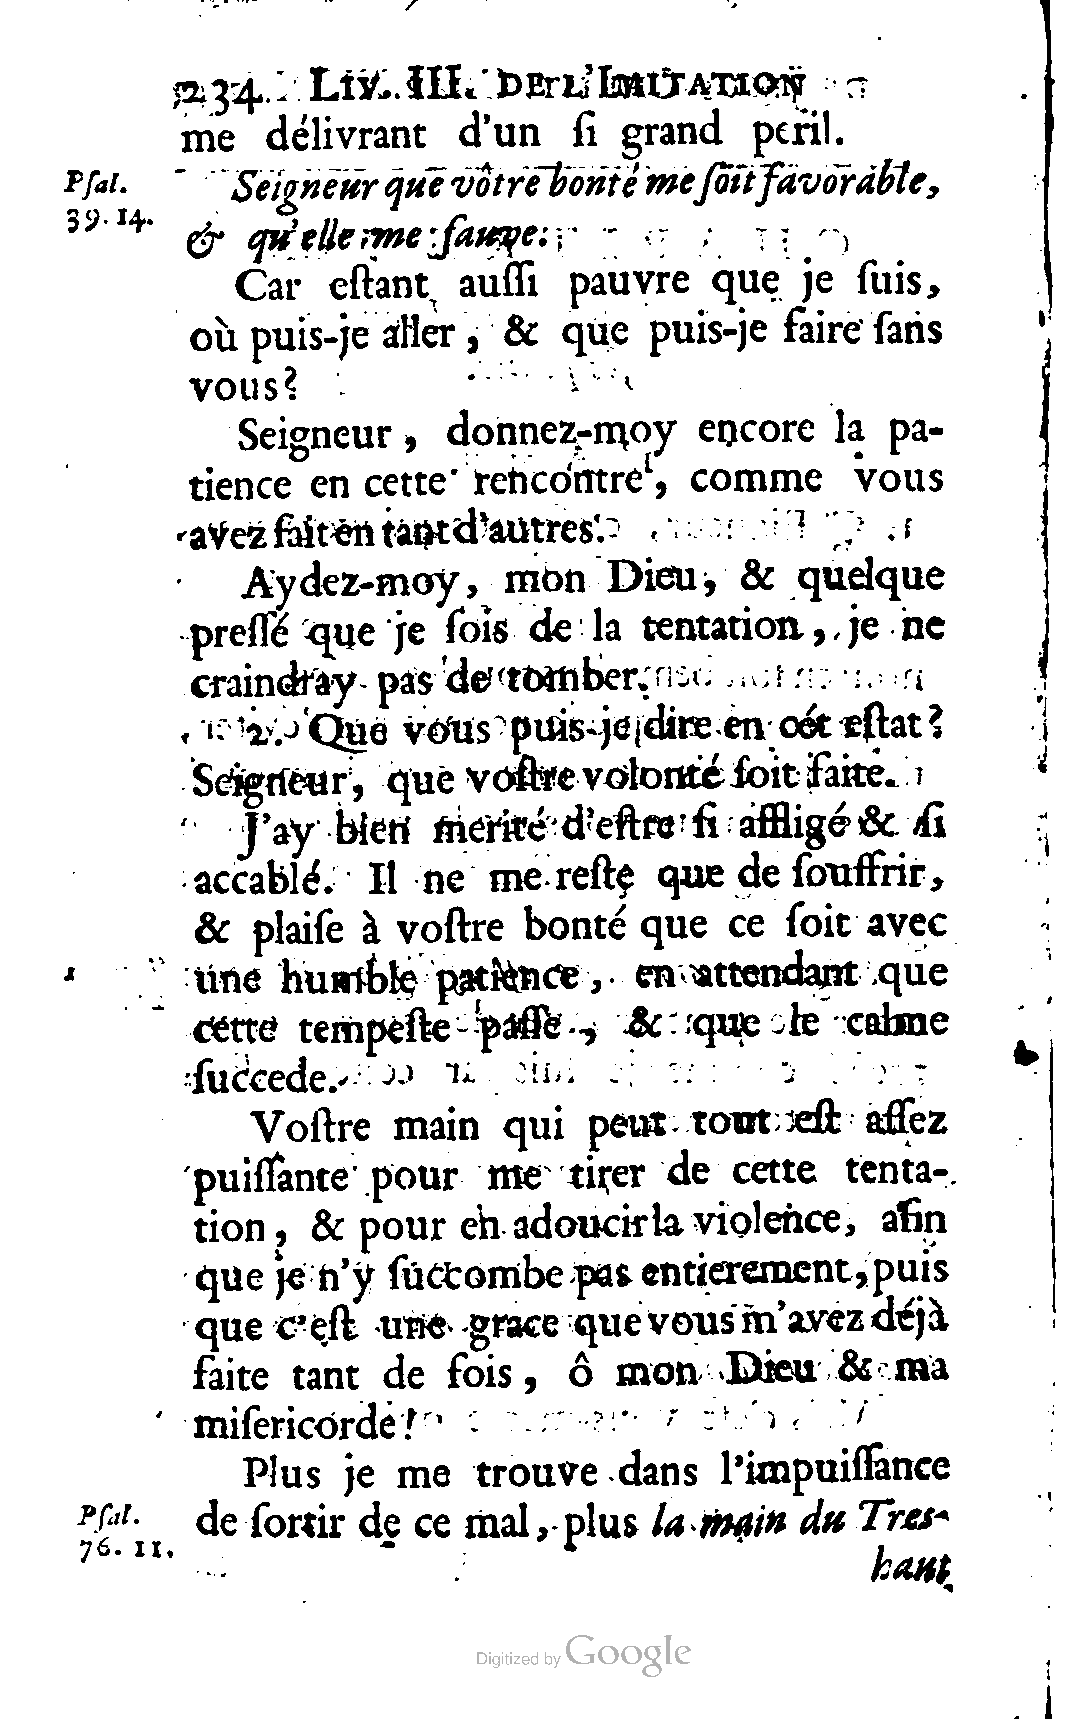 234 LIV. III. DE L'IMITATION
me délivrant d'un ſi grand peril.
Pſal.
39. 14.
Seigneur que vôtre bonté me ſoit favorable,
& qu'elle me ſauve.
Car eſtant auſſi pauvre que je ſuis,
où puis-je aller, & que puis-je faire ſans
vous?
Seigneur, donnez-moy encore la pa-
tience en cette rencontre, comme vous
avez fait en tant d'autres.
Aydez-moy, mon Dieu, & quelque
preſſé que je ſois de la tentation, je ne
craindray pas de tomber.
2. Que vous puis-je dire en cét eſtat?
Seigneur, que voſtre volonté ſoit faite.
J'ay bien merité d'eſtre ſi affligé & ſi
accablé. Il ne me reſte que de ſouffrir,
& plaiſe à voſtre bonté que ce ſoit avec
une humble patience, en attendant que
cette tempeſte paſſe, & que le calme
ſuccede.
Voſtre main qui peut tout eſt aſſez
puiſſante pour me tirer de cette tenta-
tion, & pour en adoucir la violence, afin
que je n'y ſuccombe pas entierement, puis
que c'eſt une grace que vous m'avez déjà
faite tant de fois, ô mon Dieu & ma
miſericorde!
Plus je me trouve dans l'impuiſſance
Pſal.
76. 11.
de ſortir de ce mal, plus la main du Tres-
haut
Digitized by Google